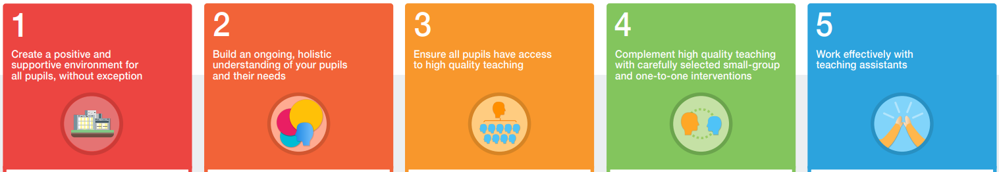 1
Create a positive and
supportive environment for
all pupils, without exception
2
Build an ongoing, holistic
understanding of your pupils
and their needs
3
Ensure all pupils have access
to high quality teaching
4
Complement high quality teaching
with carefully selected small-group
and one-to-one interventions
5
Work effectively with
teaching assistants